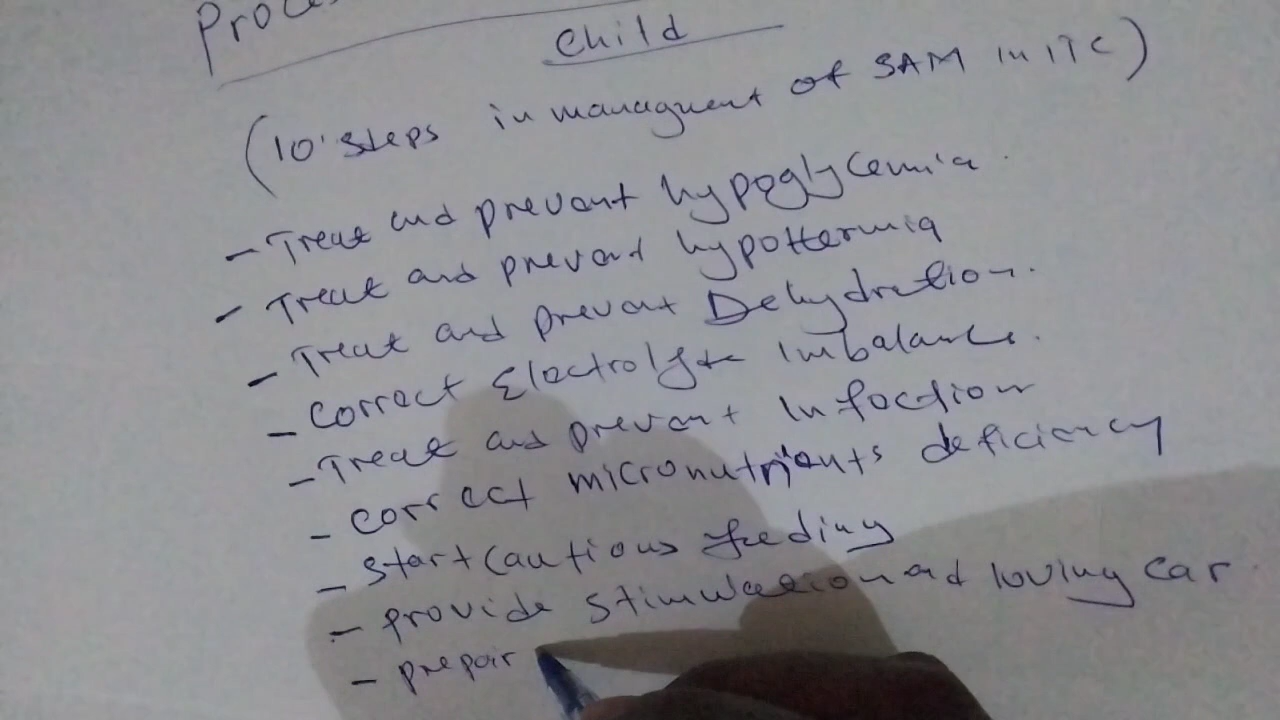 Child
(10 steps in managment of SAM in ITC)
- Treat and prevent hypoglycemia.
- Treat and prevent hypothermia
- Treat and prevent Dehydration.
- correct Electrolyte Imbalance.
- Treat and prevent Infection
- correct micronutrients deficiency
- start cautious feeding
- provide stimulation and loving car
- prepair